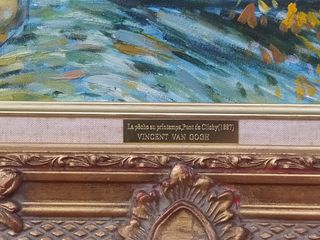 La pêche au printemps,Pont de Clichy(1887)
VINCENT VAN GOGH